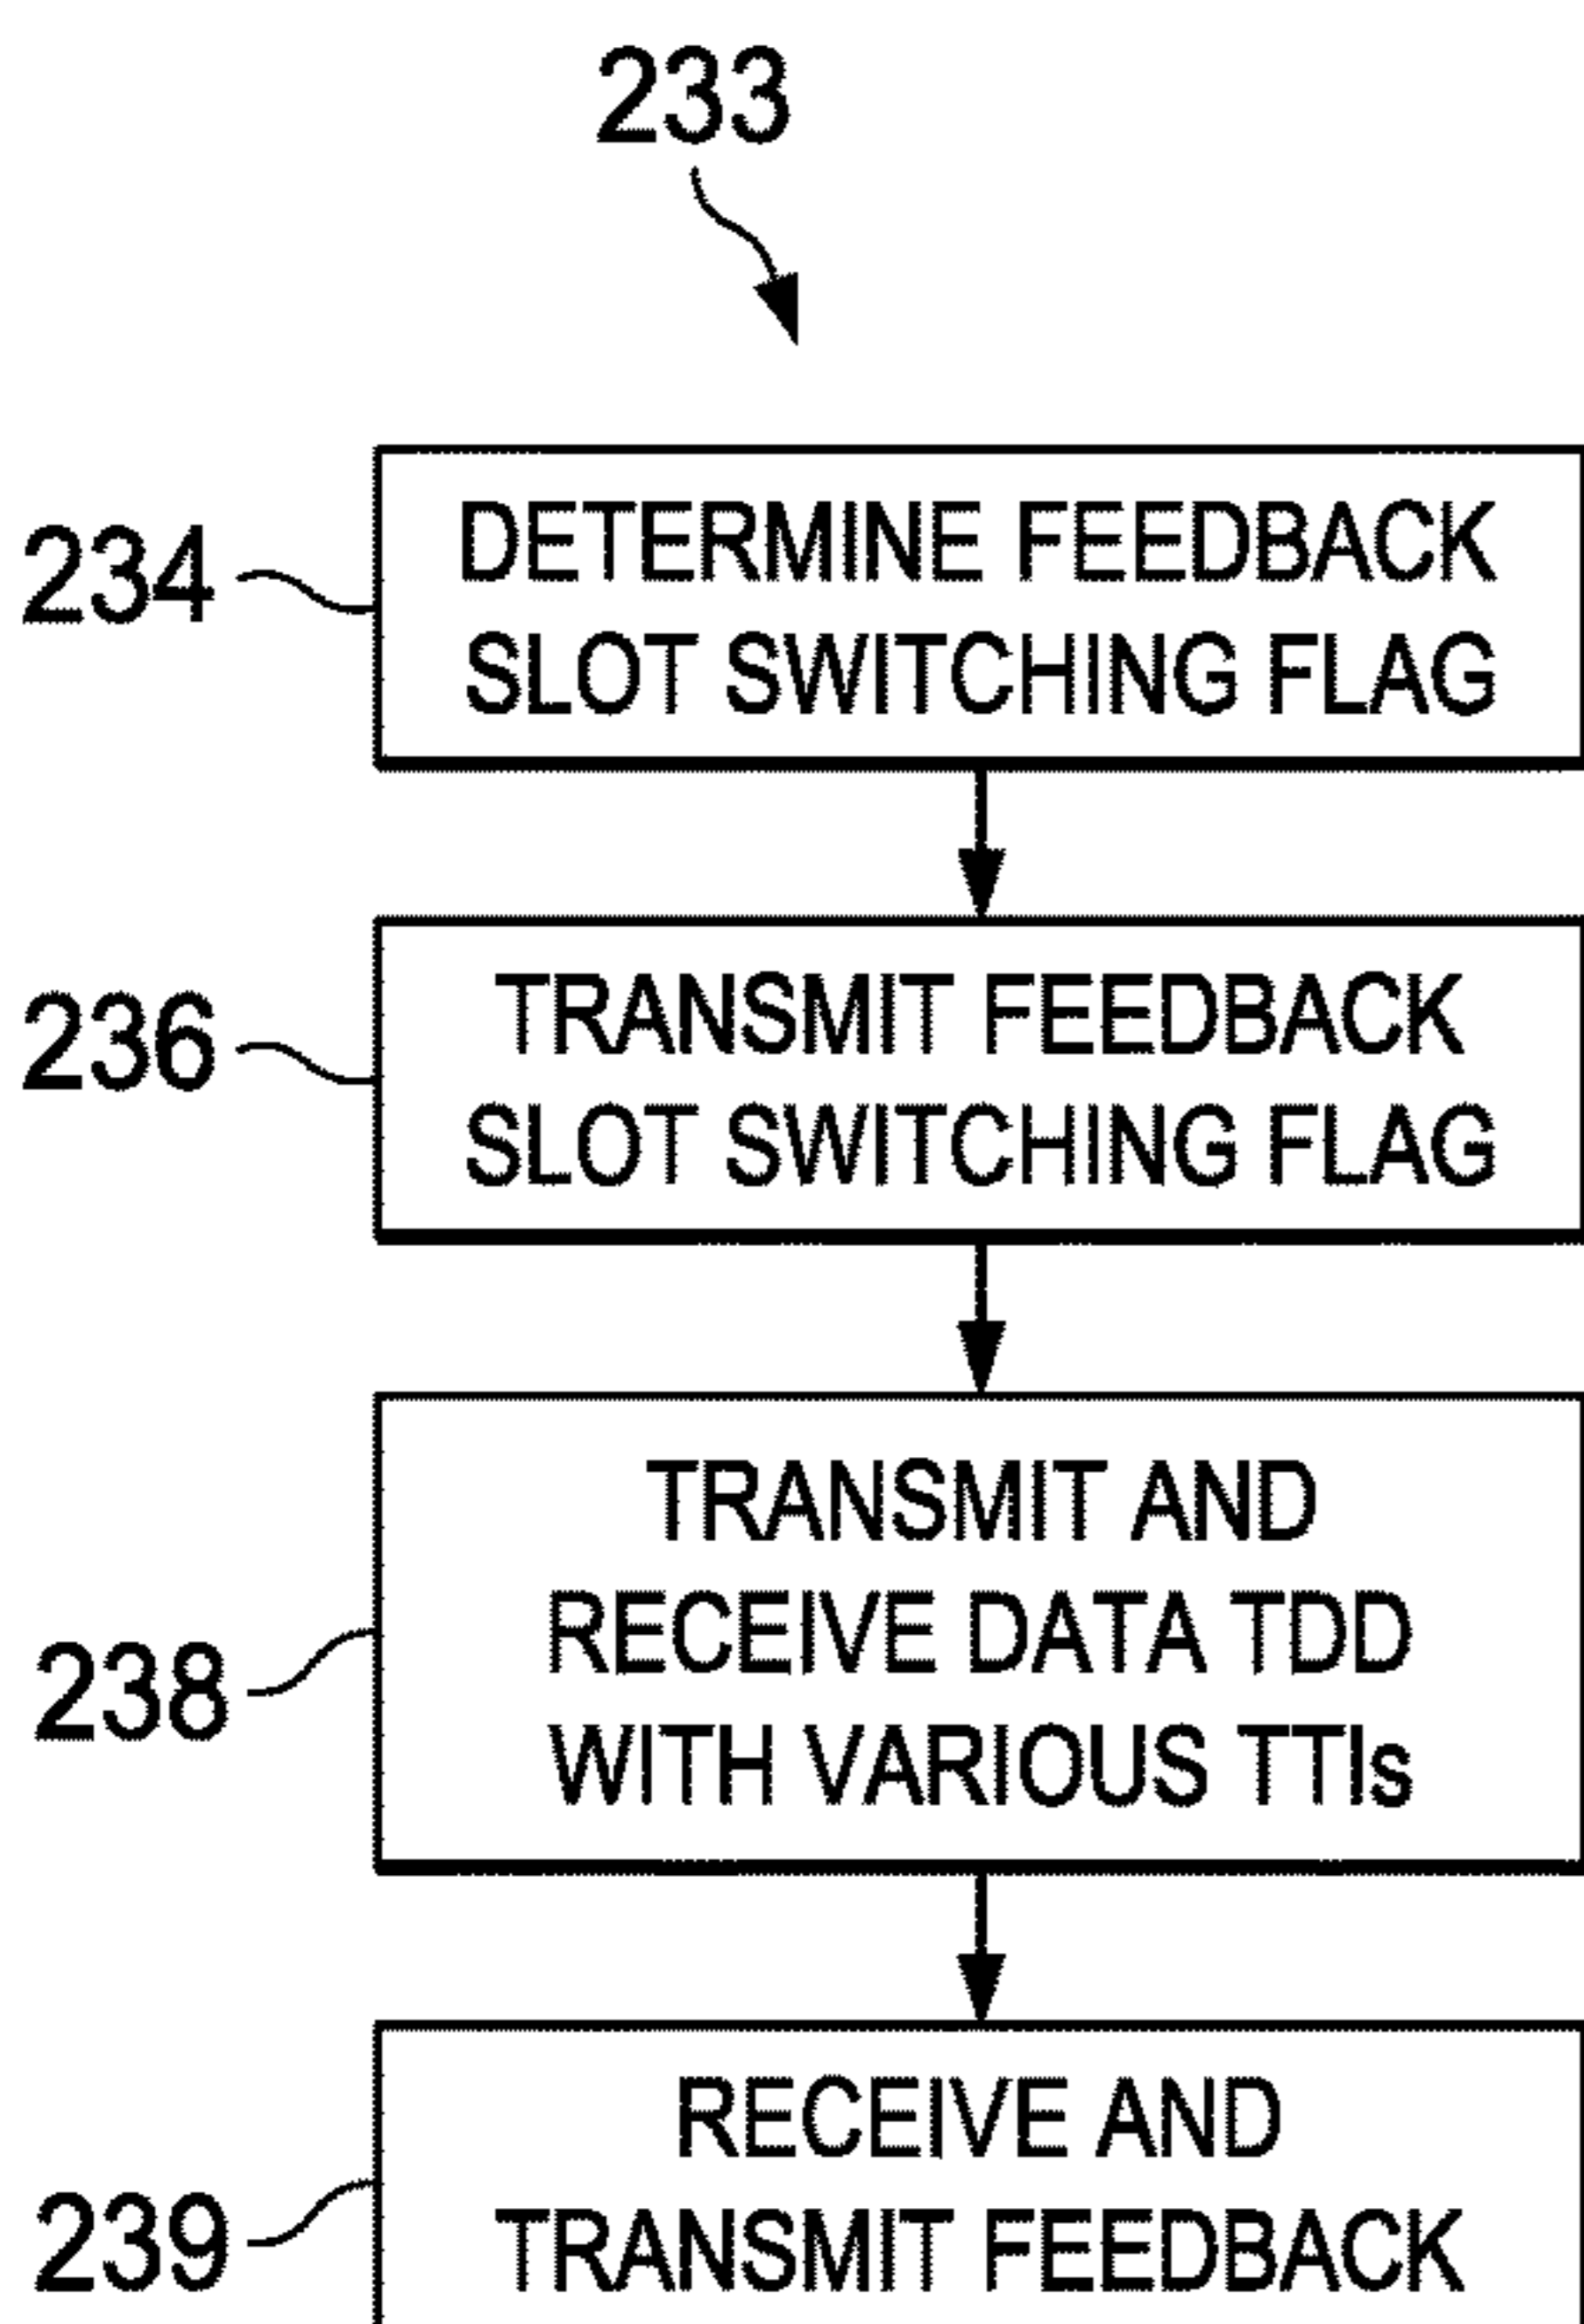 233
234
DETERMINE FEEDBACK
SLOT SWITCHING FLAG
236
TRANSMIT FEEDBACK
SLOT SWITCHING FLAG
238
TRANSMIT AND
RECEIVE DATA TDD
WITH VARIOUS TTIs
239
RECEIVE AND
TRANSMIT FEEDBACK